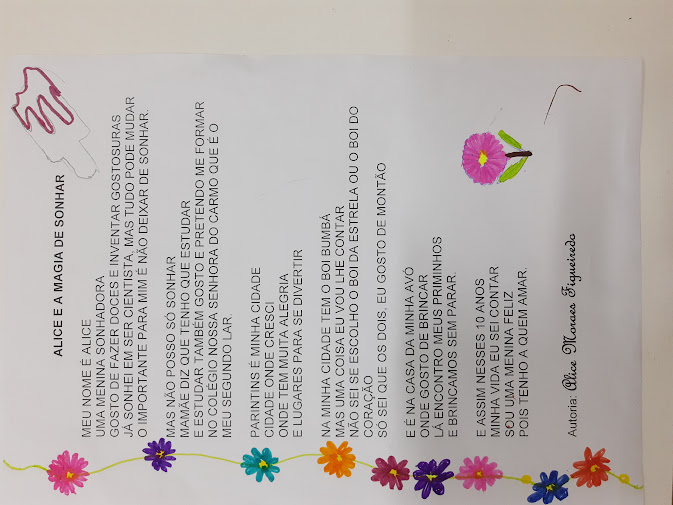 ALICE E A MAGIA DE SONHAR
MEU NOME É ALICE
UMA MENINA SONHADORA
GOSTO DE FAZER DOCES E INVENTAR GOSTOSURAS
JÁ SONHEI EM SER CIENTISTA, MAS TUDO PODE MUDAR
O IMPORTANTE PARA MIM É NÃO DEIXAR DE SONHAR.
MAS NÃO POSSO SÓ SONHAR
MAMAE DIZ QUE TENHO QUE ESTUDAR
E ESTUDAR TAMBÉM GOSTO E PRETENDO ME FORMAR
NO COLÉGIO NOSSA SENHORA DO CARMO QUE É O
MEU SEGUNDO LAR.
PARINTINS É MINHA CIDADE
CIDADE ONDE CRESCI
ONDE TEM MUITA ALEGRIA
E LUGARES PARA SE DIVERTIR
NA MINHA CIDADE TEM O BOI BUMBÁ
MAS UMA COISA EU VOU LHE CONTAR
NÃO SEI SE ESCOLHO O BOI DA ESTRELA OU O BOI DO
CORAÇÃO
SÓ SEI QUE OS DOIS, EU GOSTO DE MONTÃO
E É NA CASA DA MINHA AVÓ
ONDE GOSTO DE BRINCAR
LÁ ENCONTRO MEUS PRIMINHOS
E BRINCAMOS SEM PARAR.
E ASSIM NESSES 10 ANOS
MINHA VIDA EU SEI CONTAR
SOU UMA MENINA FELIZ
POIS TENHO A QUEM AMAR.
Autoria: Alice Moraes Figueiredo